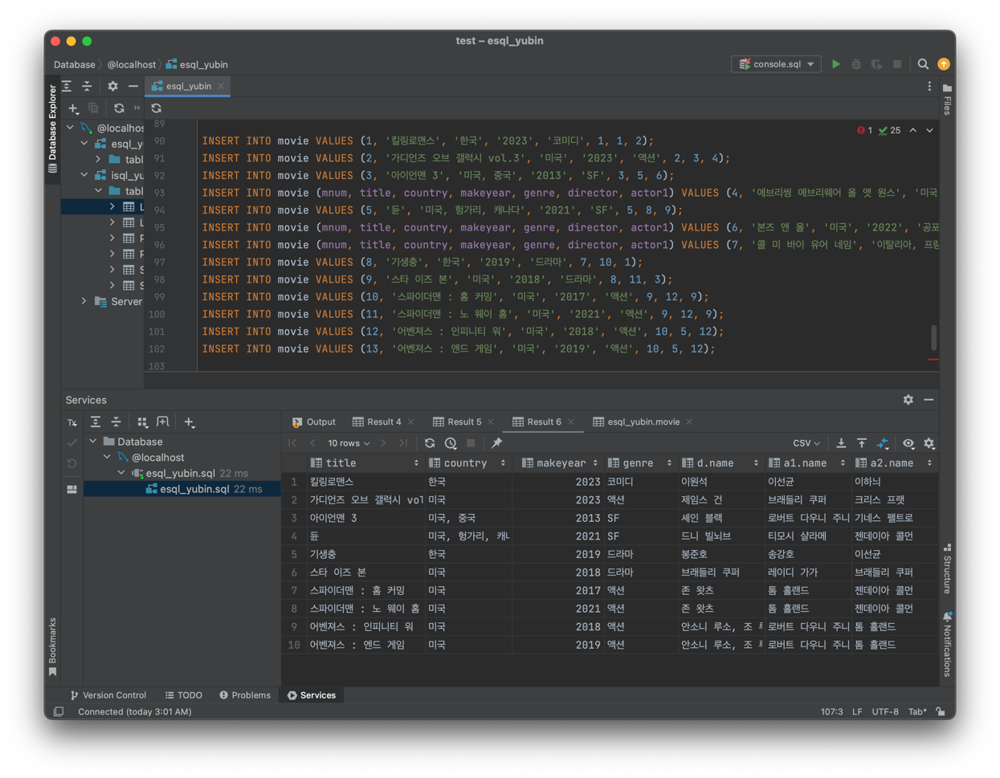 test – esql_yubin
Database
@localhost
esql_yubin
console.sql
Database Explorer
esql_yubin
Files
@localhos
esql_y
tabl
isql_yu
tabl
L
L
F
F
S
S
Server
1 25
89
90 INSERT INTO movie VALUES (1, '킬링로맨스', '한국', '2023', '코미디', 1, 1, 2);
91 INSERT INTO movie VALUES (2, '가디언즈 오브 갤럭시 vol.3', '미국', '2023', '액션', 2, 3, 4);
92 INSERT INTO movie VALUES (3, '아이언맨 3', '미국, 중국', '2013', 'SF', 3, 5, 6);
93 INSERT INTO movie (mnum, title, country, makeyear, genre, director, actor1) VALUES (4, '에브리씽 에브리웨어 올 앳 원스', '미국
94 INSERT INTO movie VALUES (5, '듄', '미국, 헝가리, 캐나다', '2021', 'SF', 5, 8, 9);
95 INSERT INTO movie (mnum, title, country, makeyear, genre, director, actor1) VALUES (6, '본즈 앤 올', '미국', '2022', '공포
96 INSERT INTO movie (mnum, title, country, makeyear, genre, director, actor1) VALUES (7, '콜 미 바이 유어 네임', '이탈리아, 프랑
97 INSERT INTO movie VALUES (8, '기생충', '한국', '2019', '드라마', 7, 10, 1);
98 INSERT INTO movie VALUES (9, '스타 이즈 본', '미국', '2018', '드라마', 8, 11, 3);
99 INSERT INTO movie VALUES (10, '스파이더맨 : 홈 커밍', '미국', '2017', '액션', 9, 12, 9);
100 INSERT INTO movie VALUES (11, '스파이더맨 : 노 웨이 홈', '미국', '2021', '액션', 9, 12, 9);
101 INSERT INTO movie VALUES (12, '어벤져스 : 인피니티 워', '미국', '2018', '액션', 10, 5, 12);
102 INSERT INTO movie VALUES (13, '어벤져스 : 엔드 게임', '미국', '2019', '액션', 10, 5, 12);
103
Services
Tx
Output Result 4 Result 5 Result 6 esql_yubin.movie
Database
@localhost
esql_yubin.sql 22 ms
esql_yubin.sql 22 ms
10 rows CSV
title country makeyear genre d.name a1.name a2.name
1 킬링로맨스 한국 2023 코미디 이원석 이선균 이하늬
2 가디언즈 오브 갤럭시 vol 미국 2023 액션 제임스 건 브래들리 쿠퍼 크리스 프랫
3 아이언맨 3 미국, 중국 2013 SF 셰인 블랙 로버트 다우니 주니 기네스 펠트로
4 듄 미국, 헝가리, 캐나 2021 SF 드니 빌뇌브 티모시 샬라메 젠데이아 콜먼
5 기생충 한국 2019 드라마 봉준호 송강호 이선균
6 스타 이즈 본 미국 2018 드라마 브래들리 쿠퍼 레이디 가가 브래들리 쿠퍼
7 스파이더맨 : 홈 커밍 미국 2017 액션 존 왓츠 톰 홀랜드 젠데이아 콜먼
8 스파이더맨 : 노 웨이 홈 미국 2021 액션 존 왓츠 톰 홀랜드 젠데이아 콜먼
9 어벤져스 : 인피니티 워 미국 2018 액션 안소니 루소, 조 루 로버트 다우니 주니 톰 홀랜드
10 어벤져스 : 엔드 게임 미국 2019 액션 안소니 루소, 조 루 로버트 다우니 주니 톰 홀랜드
Structure
Notifications
Bookmarks
Version Control TODO Problems Services
Connected (today 3:01 AM) 107:3 LF UTF-8 Tab*